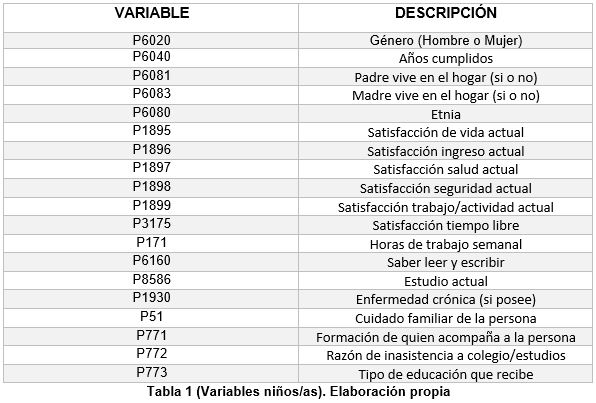 VARIABLE DESCRIPCIÓN
P6020 Género (Hombre o Mujer)
P6040 Años cumplidos
P6081 Padre vive en el hogar (si o no)
P6083 Madre vive en el hogar (si o no)
P6080 Etnia
P1895 Satisfacción de vida actual
P1896 Satisfacción ingreso actual
P1897 Satisfacción salud actual
P1898 Satisfacción seguridad actual
P1899 Satisfacción trabajo/actividad actual
P3175 Satisfacción tiempo libre
P171 Horas de trabajo semanal
P6160 Saber leer y escribir
P8586 Estudio actual
P1930 Enfermedad crónica (si posee)
P51 Cuidado familiar de la persona
P771 Formación de quien acompaña a la persona
P772 Razón de inasistencia a colegio/estudios
P773 Tipo de educación que recibe
Tabla 1 (Variables niños/as). Elaboración propia